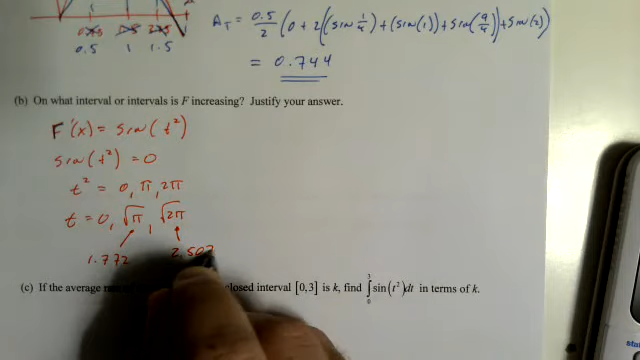 A_T = 0.5/2 (0 + 2((sin 1/4) + (sin(1)) + sin(9/4)) + sin(2))
0.5 1 1.5
= 0.744
(b) On what interval or intervals is F increasing? Justify your answer.
F'(x) = sin(t²)
sin(t²) = 0
t² = 0, π, 2π
t = 0, √π, √2π
1.772 2.507
(c) If the average closed interval [0,3] is k, find ∫₀³ sin(t²)dt in terms of k.